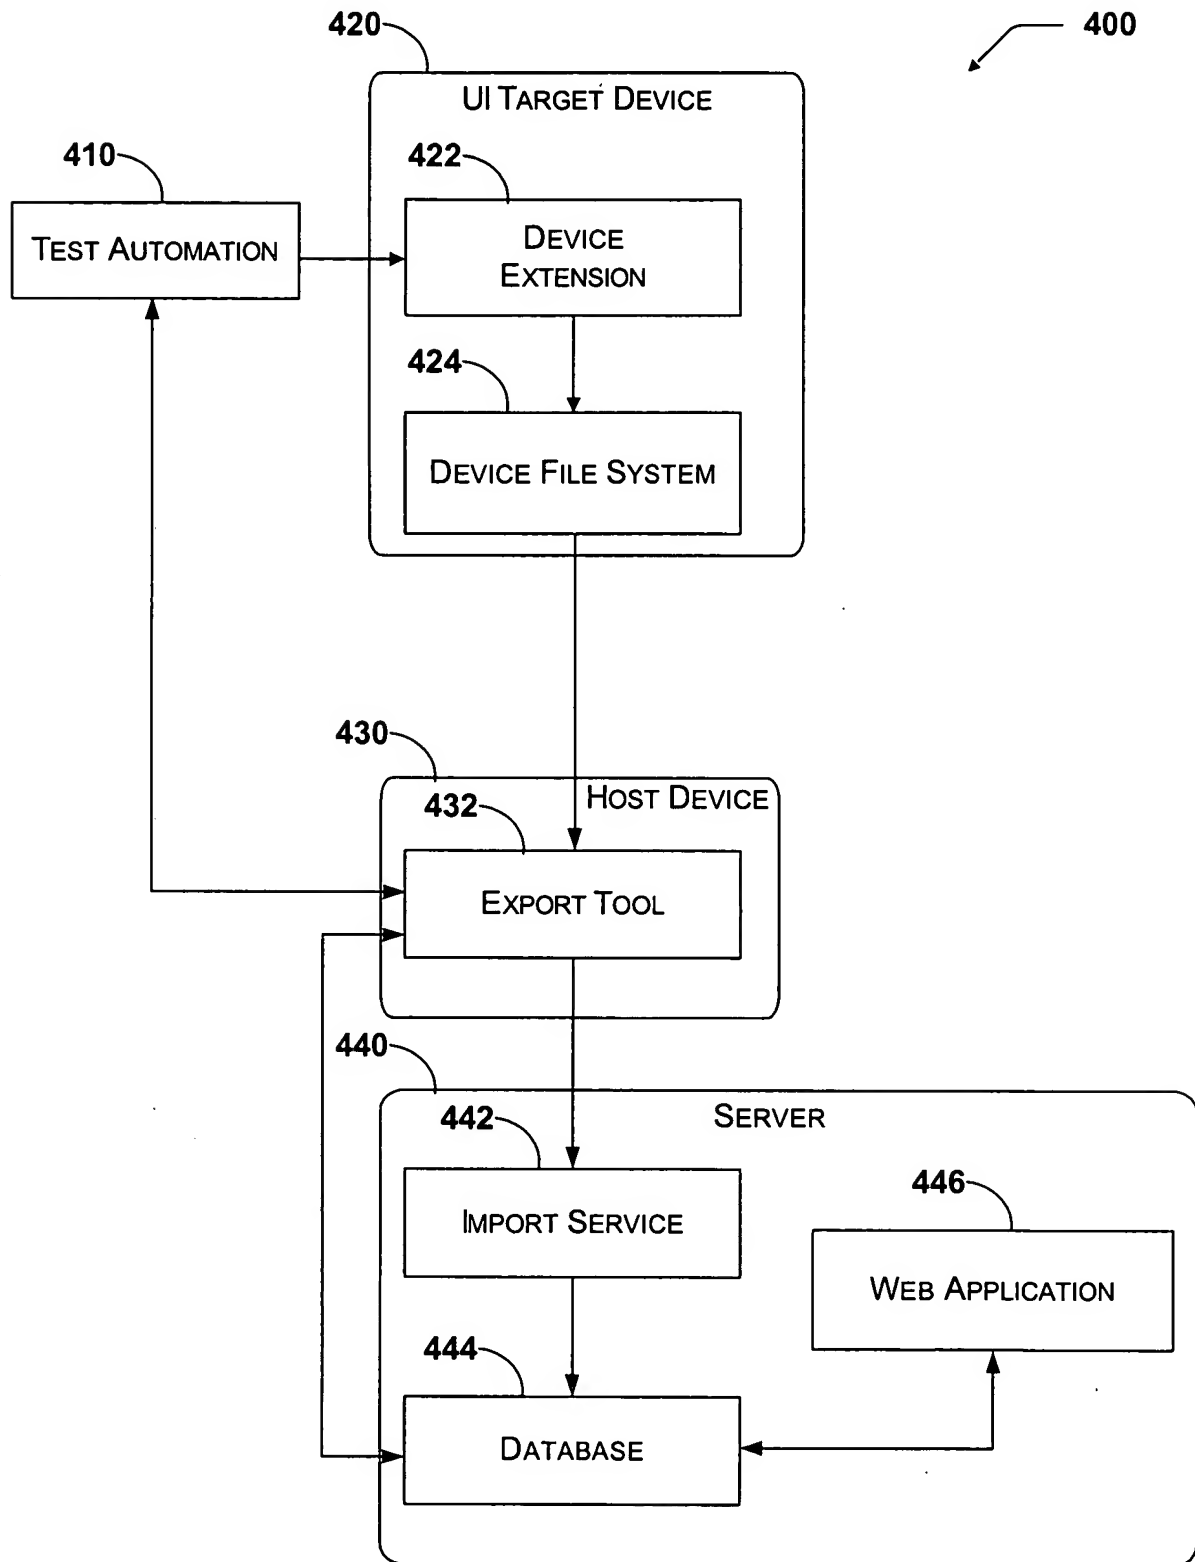 420
400
UI TARGET DEVICE
410
422
TEST AUTOMATION
DEVICE
EXTENSION
424
DEVICE FILE SYSTEM
430
HOST DEVICE
432
EXPORT TOOL
440
SERVER
442
IMPORT SERVICE
446
WEB APPLICATION
444
DATABASE